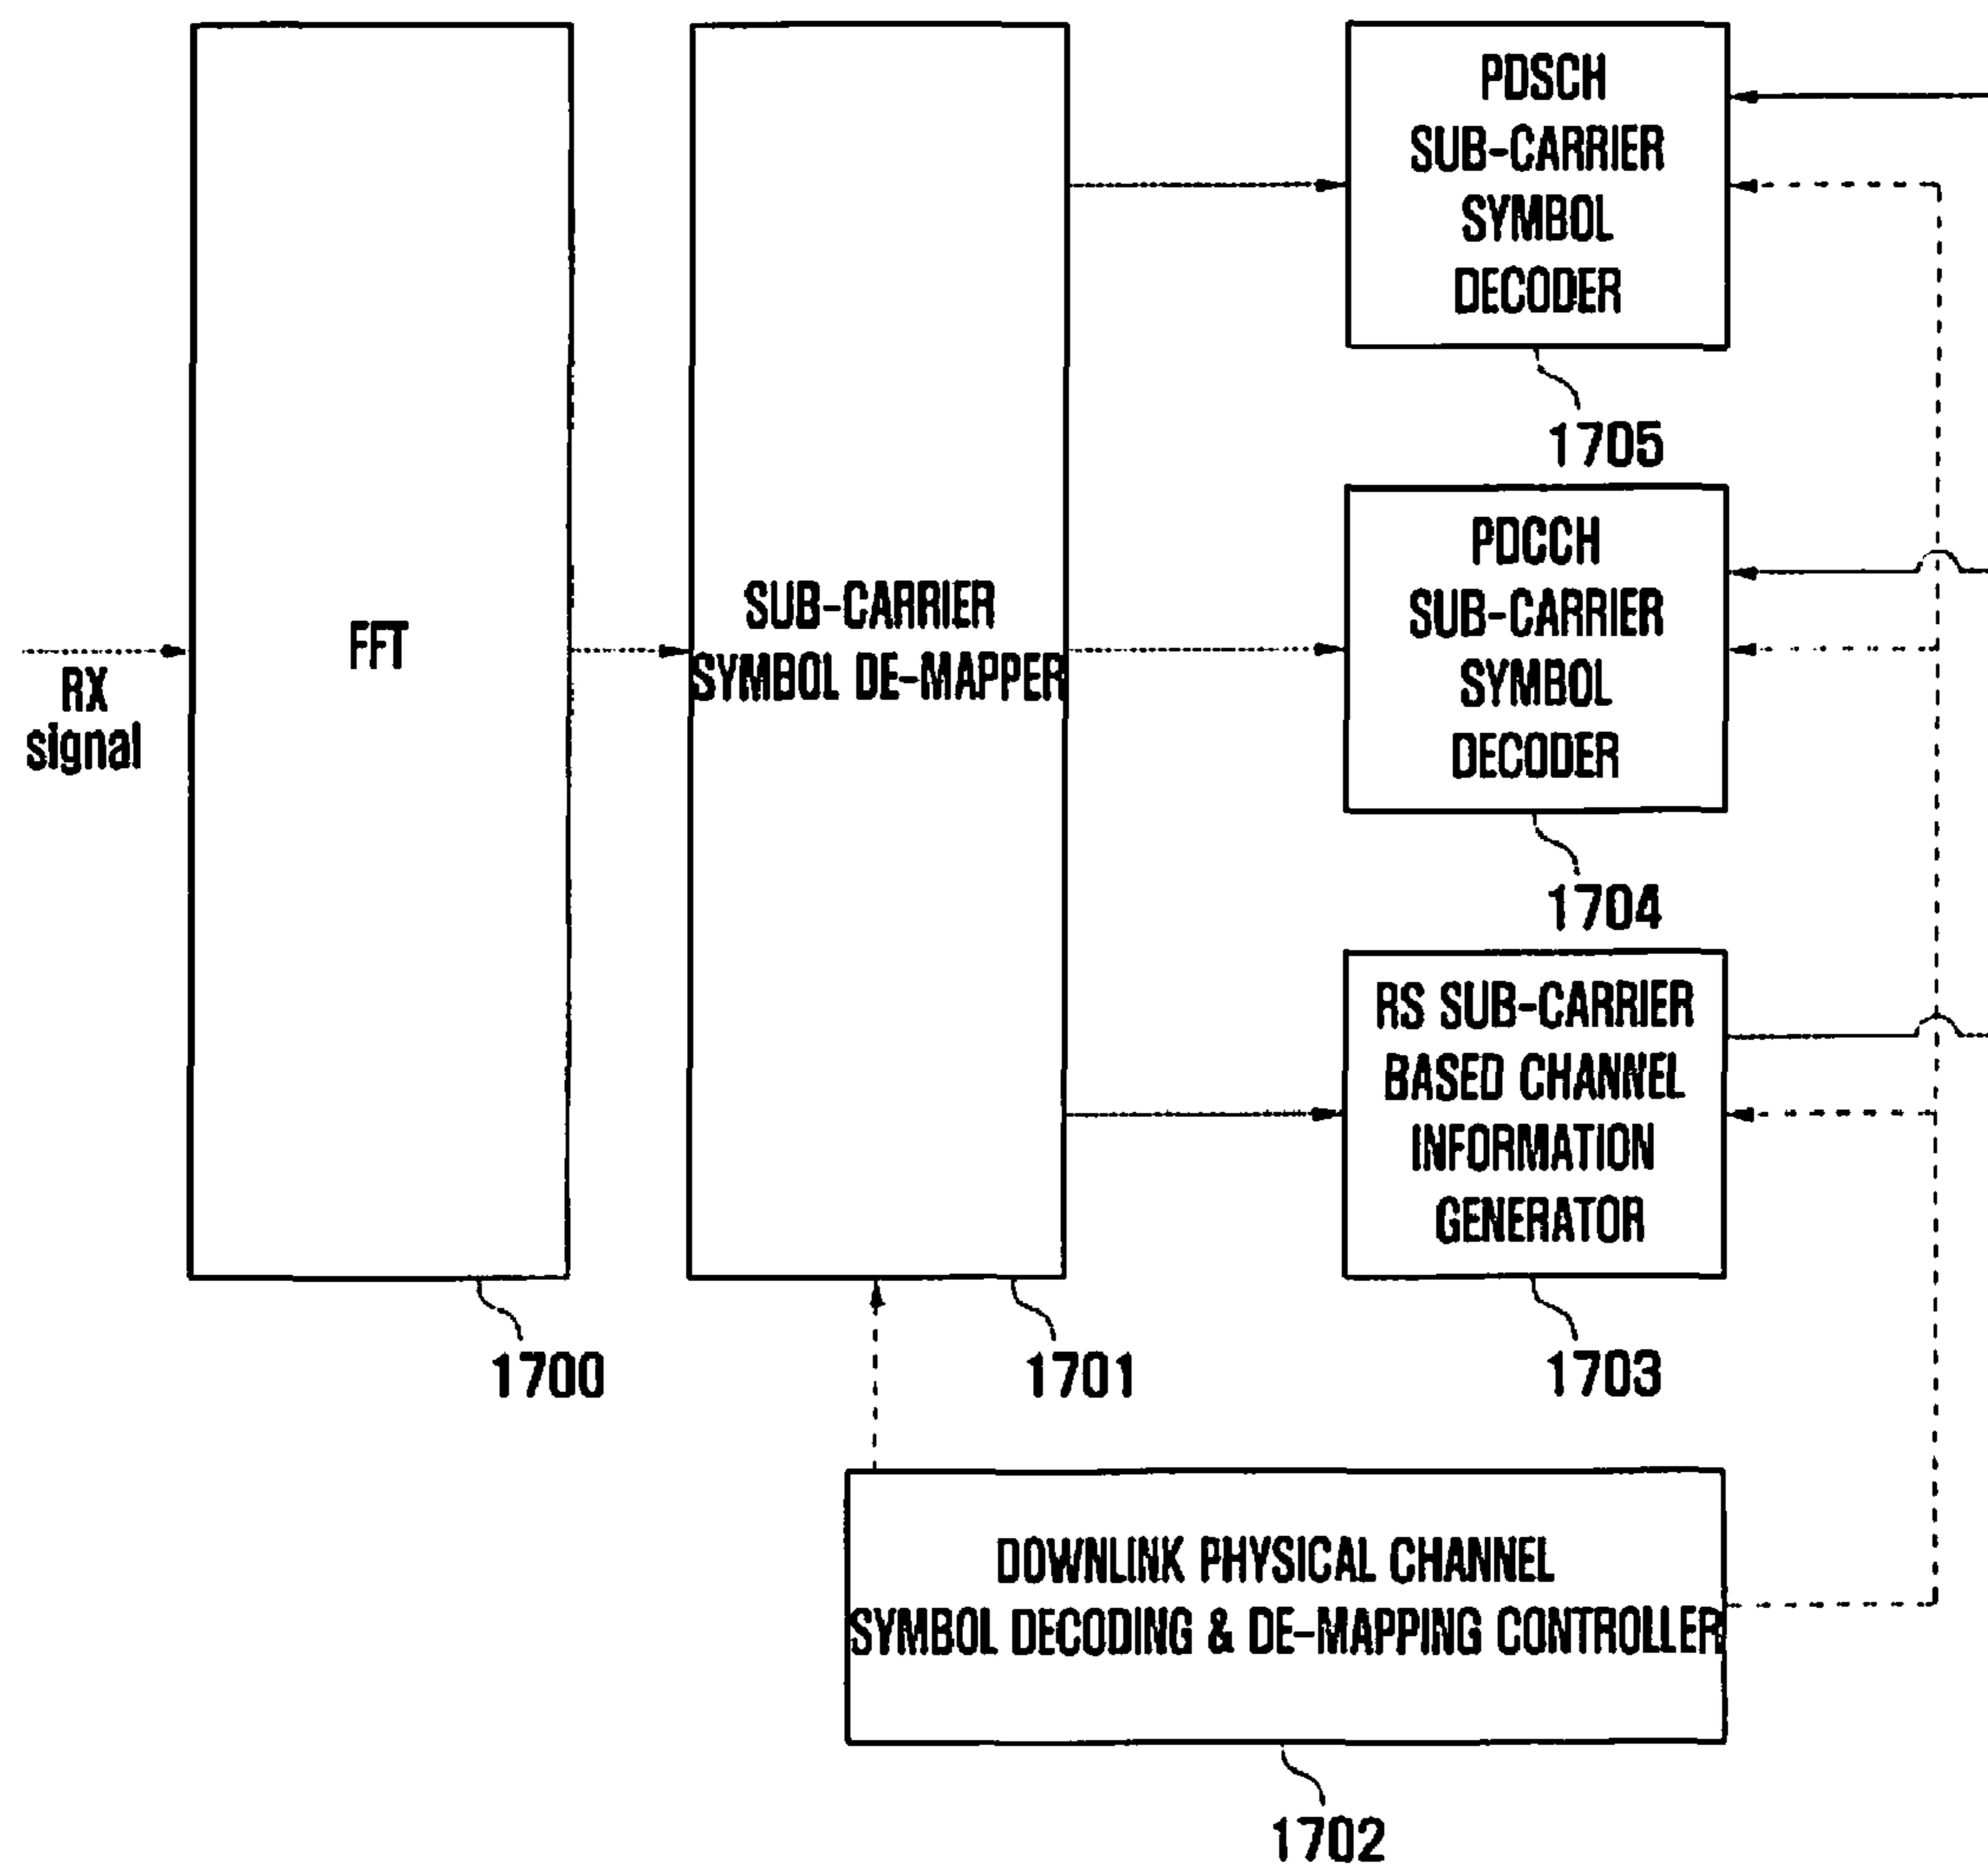 RX
signal
FFT
1700
SUB-CARRIER
SYMBOL DE-MAPPER
1701
PDSCH
SUB-CARRIER
SYMBOL
DECODER
1705
PDCCH
SUB-CARRIER
SYMBOL
DECODER
1704
RS SUB-CARRIER
BASED CHANNEL
INFORMATION
GENERATOR
1703
DOWNLINK PHYSICAL CHANNEL
SYMBOL DECODING & DE-MAPPING CONTROLLER
1702